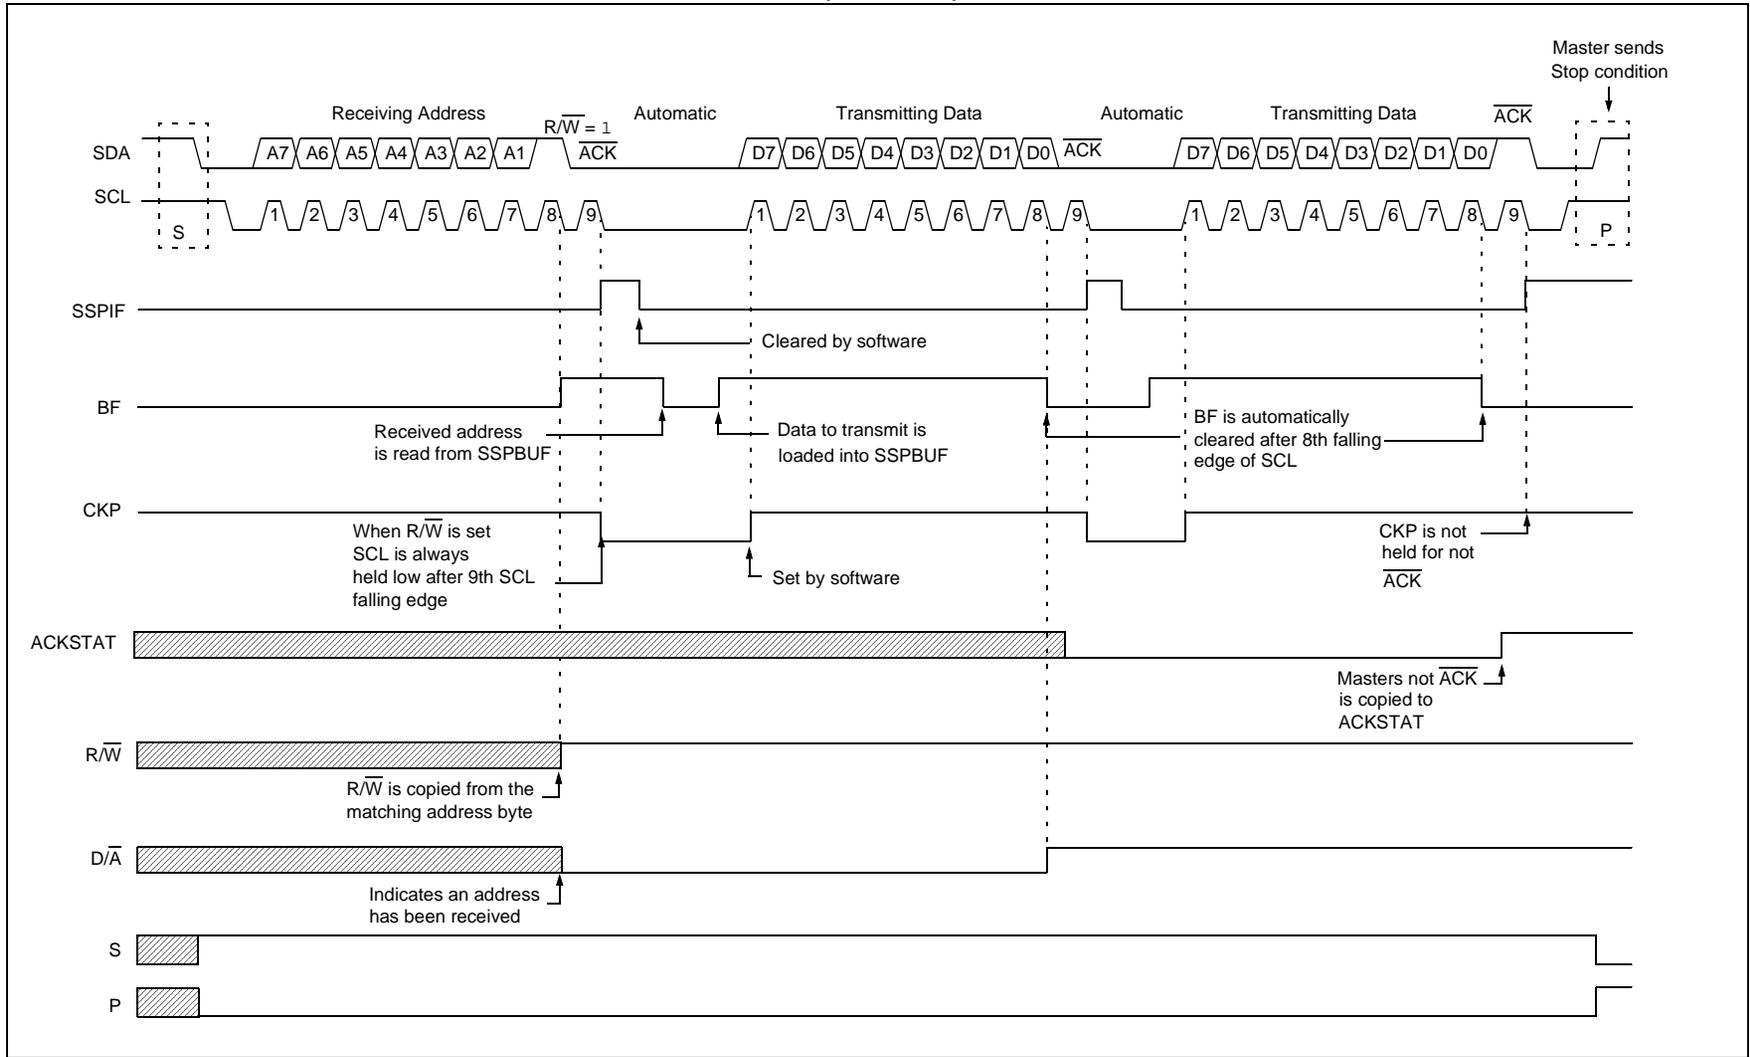 Master sends
Stop condition
Receiving Address
Automatic
Transmitting Data
Automatic
Transmitting Data
ACK
R/W = 1
SDA
A7 A6 A5 A4 A3 A2 A1
ACK
D7 D6 D5 D4 D3 D2 D1 D0
ACK
D7 D6 D5 D4 D3 D2 D1 D0
SCL
1 2 3 4 5 6 7 8 9
1 2 3 4 5 6 7 8 9
1 2 3 4 5 6 7 8 9
S
P
SSPIF
Cleared by software
BF
Received address
is read from SSPBUF
Data to transmit is
loaded into SSPBUF
BF is automatically
cleared after 8th falling
edge of SCL
CKP
When R/W is set
SCL is always
held low after 9th SCL
falling edge
Set by software
CKP is not
held for not
ACK
ACKSTAT
Masters not ACK
is copied to
ACKSTAT
R/W
R/W is copied from the
matching address byte
D/A
Indicates an address
has been received
S
P